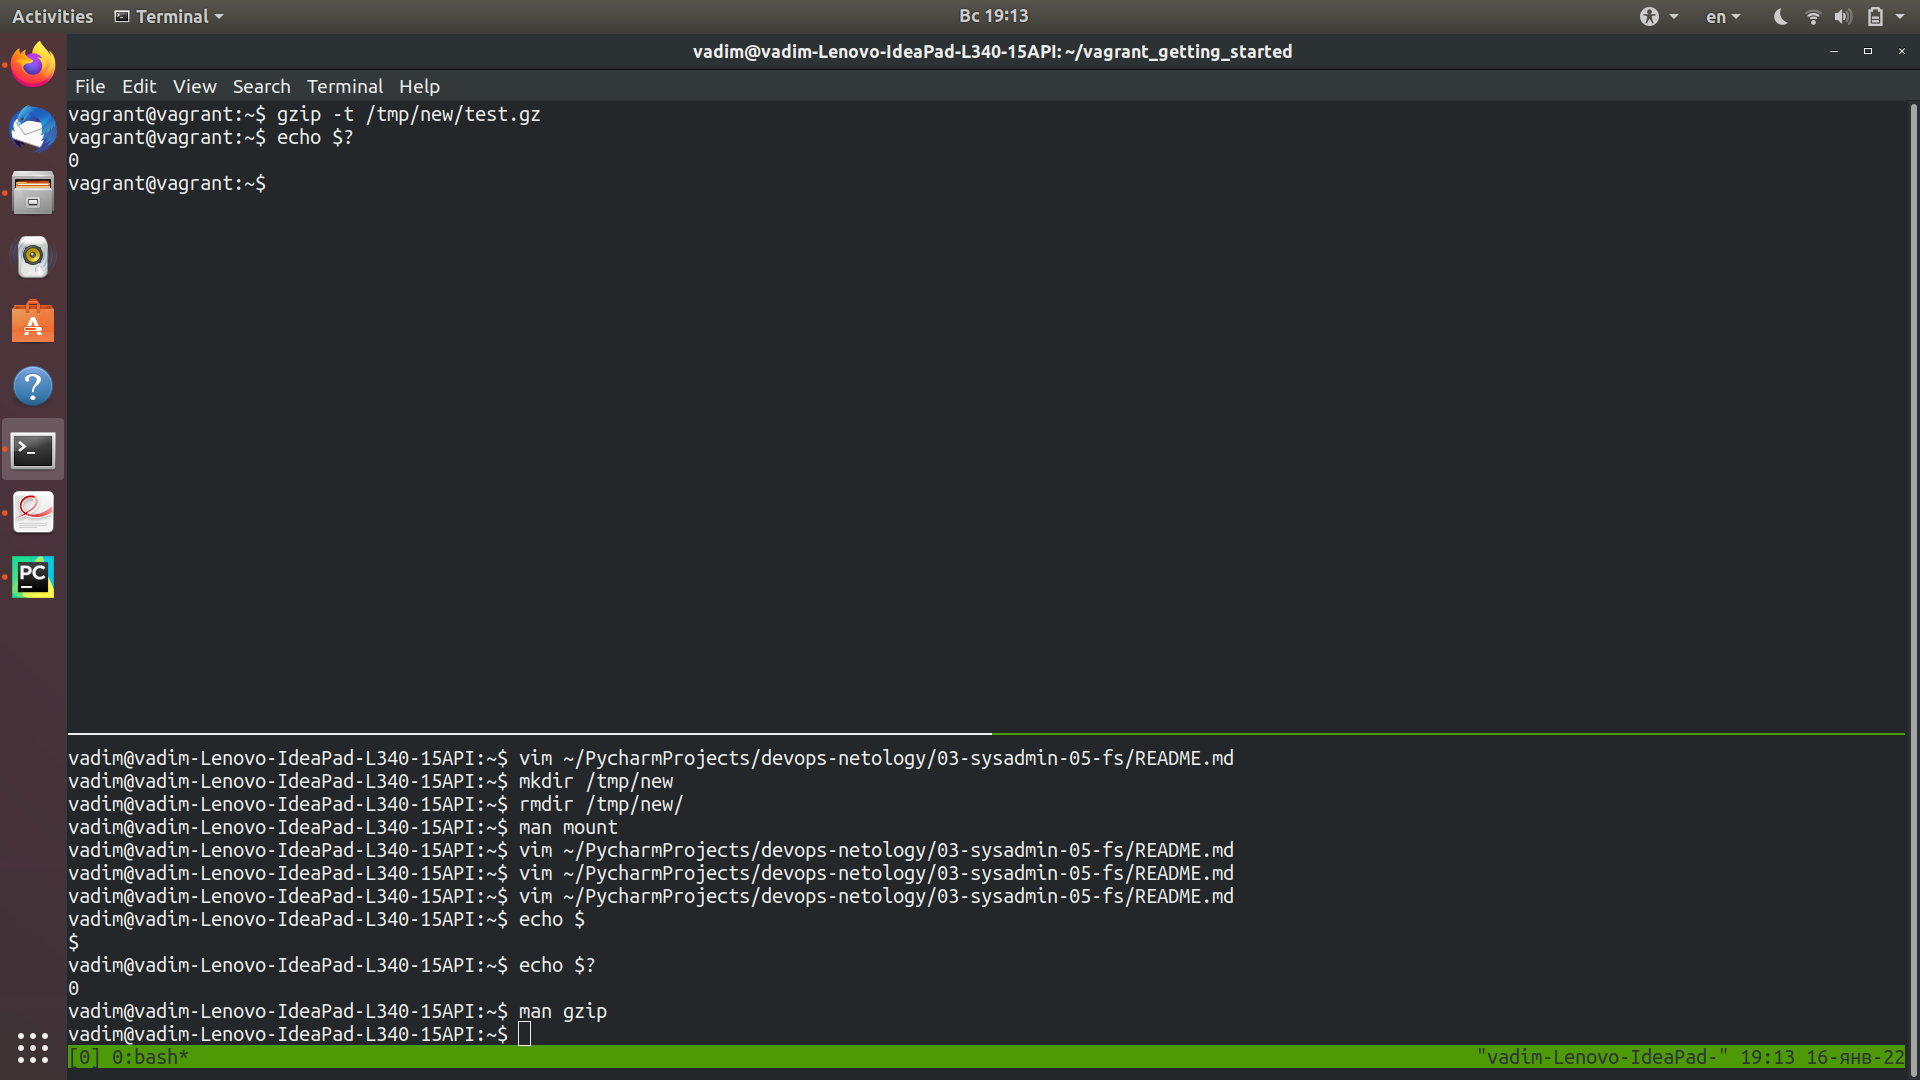 Activities Terminal Вс 19:13 en
vadim@vadim-Lenovo-IdeaPad-L340-15API: ~/vagrant_getting_started
File Edit View Search Terminal Help
vagrant@vagrant:~$ gzip -t /tmp/new/test.gz
vagrant@vagrant:~$ echo $?
0
vagrant@vagrant:~$
vadim@vadim-Lenovo-IdeaPad-L340-15API:~$ vim ~/PycharmProjects/devops-netology/03-sysadmin-05-fs/README.md
vadim@vadim-Lenovo-IdeaPad-L340-15API:~$ mkdir /tmp/new
vadim@vadim-Lenovo-IdeaPad-L340-15API:~$ rmdir /tmp/new/
vadim@vadim-Lenovo-IdeaPad-L340-15API:~$ man mount
vadim@vadim-Lenovo-IdeaPad-L340-15API:~$ vim ~/PycharmProjects/devops-netology/03-sysadmin-05-fs/README.md
vadim@vadim-Lenovo-IdeaPad-L340-15API:~$ vim ~/PycharmProjects/devops-netology/03-sysadmin-05-fs/README.md
vadim@vadim-Lenovo-IdeaPad-L340-15API:~$ vim ~/PycharmProjects/devops-netology/03-sysadmin-05-fs/README.md
vadim@vadim-Lenovo-IdeaPad-L340-15API:~$ echo $
$
vadim@vadim-Lenovo-IdeaPad-L340-15API:~$ echo $?
0
vadim@vadim-Lenovo-IdeaPad-L340-15API:~$ man gzip
vadim@vadim-Lenovo-IdeaPad-L340-15API:~$
[0] 0:bash* "vadim-Lenovo-IdeaPad-" 19:13 16-янв-22
PC